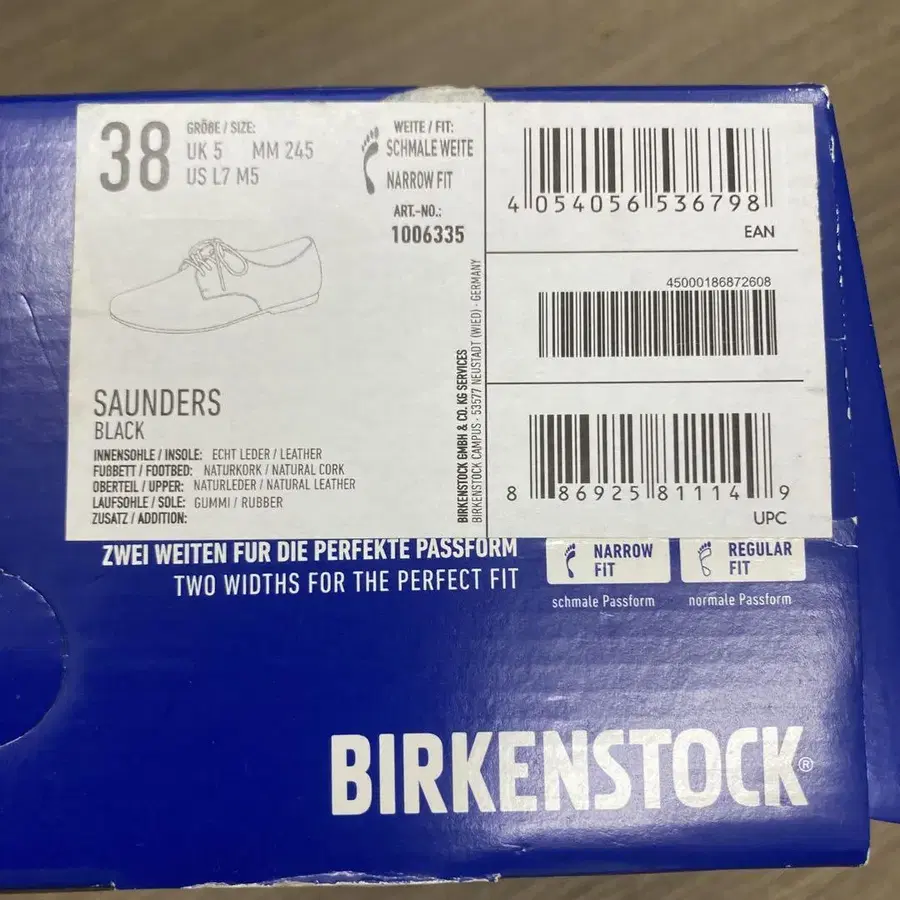 38
GRÖßE / SIZE:
UK 5 MM 245
US L7 M5
WEITE / FIT:
SCHMALE WEITE
NARROW FIT
ART.-NO.:
1006335
SAUNDERS
BLACK
INNENSOHLE / INSOLE: ECHT LEDER / LEATHER
FUßBETT / FOOTBED: NATURKORK / NATURAL CORK
OBERTEIL / UPPER: NATURLEDER / NATURAL LEATHER
LAUFSOHLE / SOLE: GUMMI / RUBBER
ZUSATZ / ADDITION:
BIRKENSTOCK GMBH & CO. KG SERVICES
BIRKENSTOCK CAMPUS - 53577 NEUSTADT (WIED) - GERMANY
4 054056 536798
EAN
45000186872608
8 86925 81114 9
UPC
ZWEI WEITEN FÜR DIE PERFEKTE PASSFORM
TWO WIDTHS FOR THE PERFECT FIT
NARROW
FIT
schmale Passform
REGULAR
FIT
normale Passform
BIRKENSTOCK®